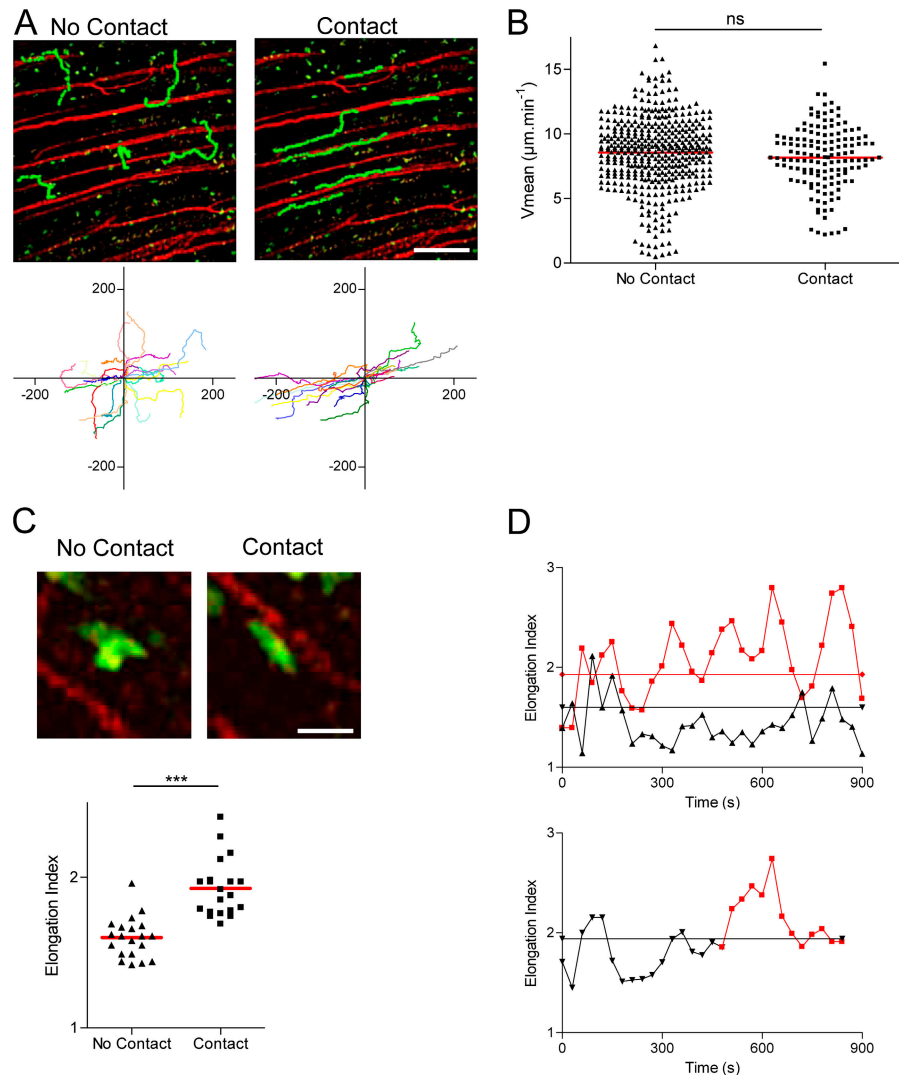 A
No Contact
Contact
200
-200
200
-200
200
-200
200
-200
B
ns
Vmean (µm.min⁻¹)
15
10
5
0
No Contact
Contact
C
No Contact
Contact
***
Elongation Index
2
1
No Contact
Contact
D
Elongation Index
3
2
1
0
300
600
900
Time (s)
Elongation Index
3
2
1
0
300
600
900
Time (s)